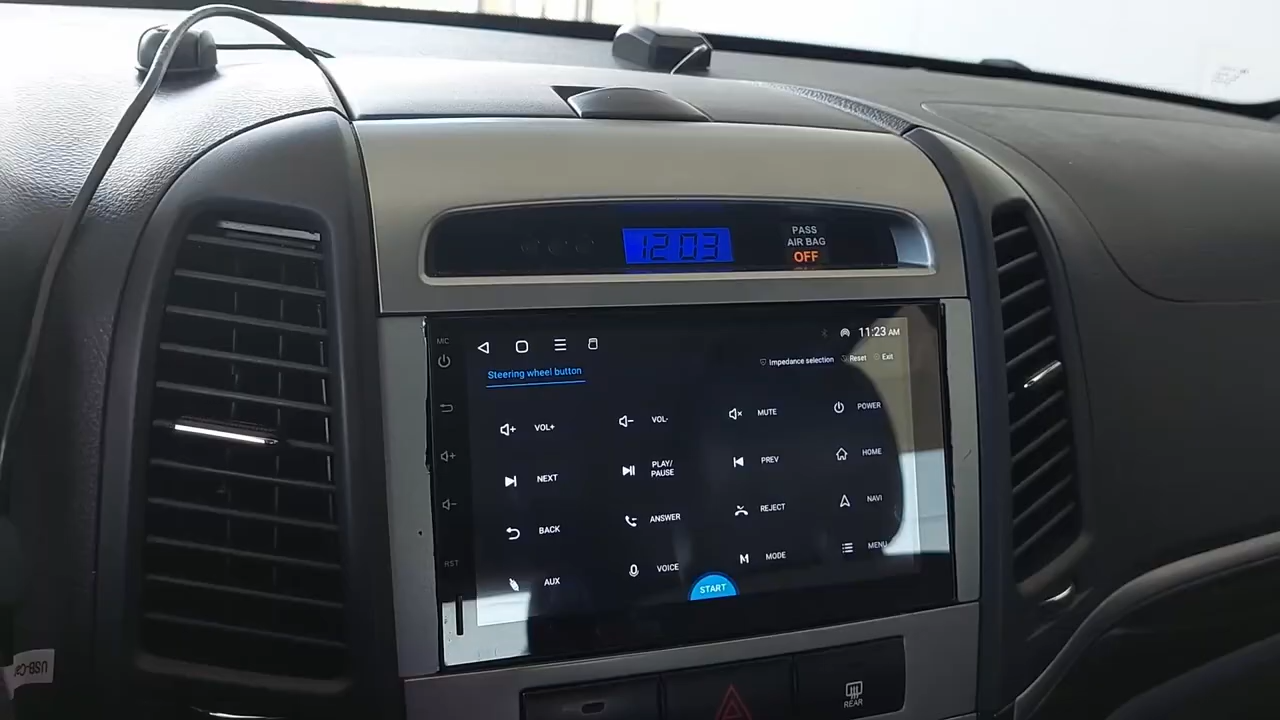 12:03
PASS
AIR BAG
OFF
MIC
11:23 AM
Impedance selection
Reset
Exit
Steering wheel button
VOL+
VOL-
MUTE
POWER
NEXT
PLAY/
PAUSE
PREV
HOME
BACK
ANSWER
REJECT
NAVI
AUX
VOICE
M
MODE
MENU
START
RST
REAR